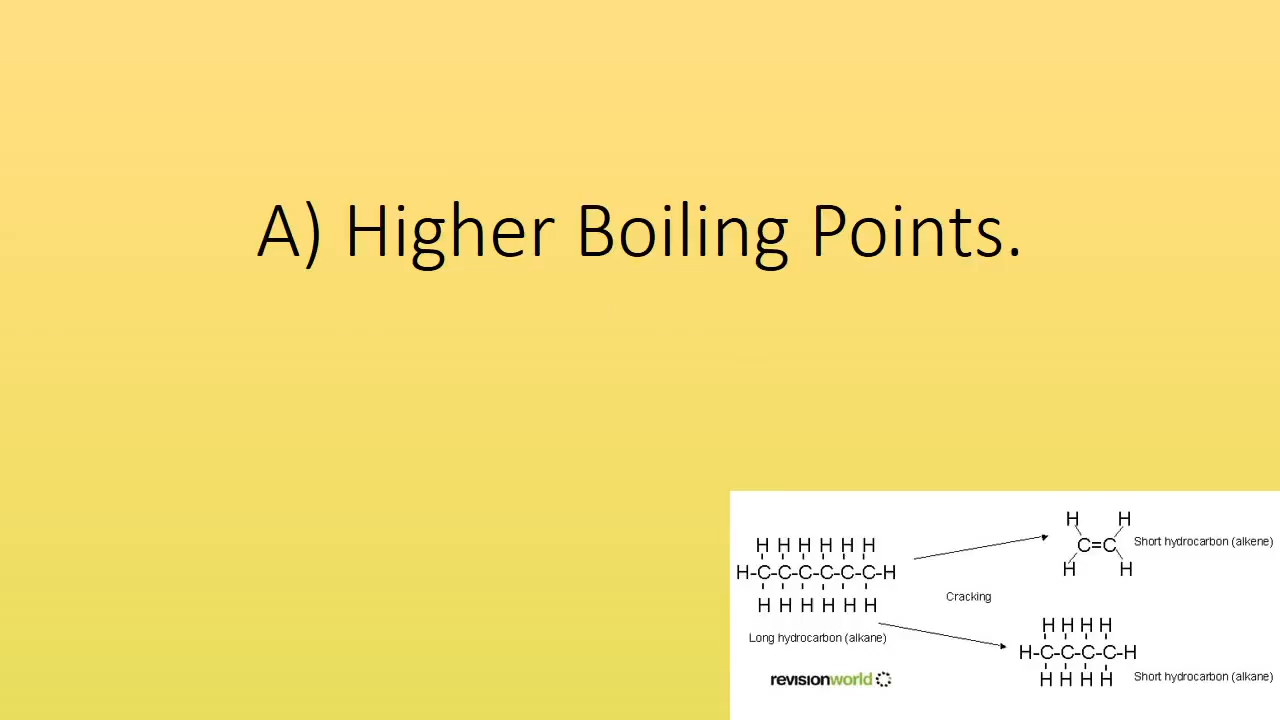 A) Higher Boiling Points.
H H
H H H H H H C=C Short hydrocarbon (alkene)
H-C-C-C-C-C-C-H H H
Cracking
H H H H H H
H H H H
Long hydrocarbon (alkane)
H-C-C-C-C-H
H H H H Short hydrocarbon (alkane)
revisionworld